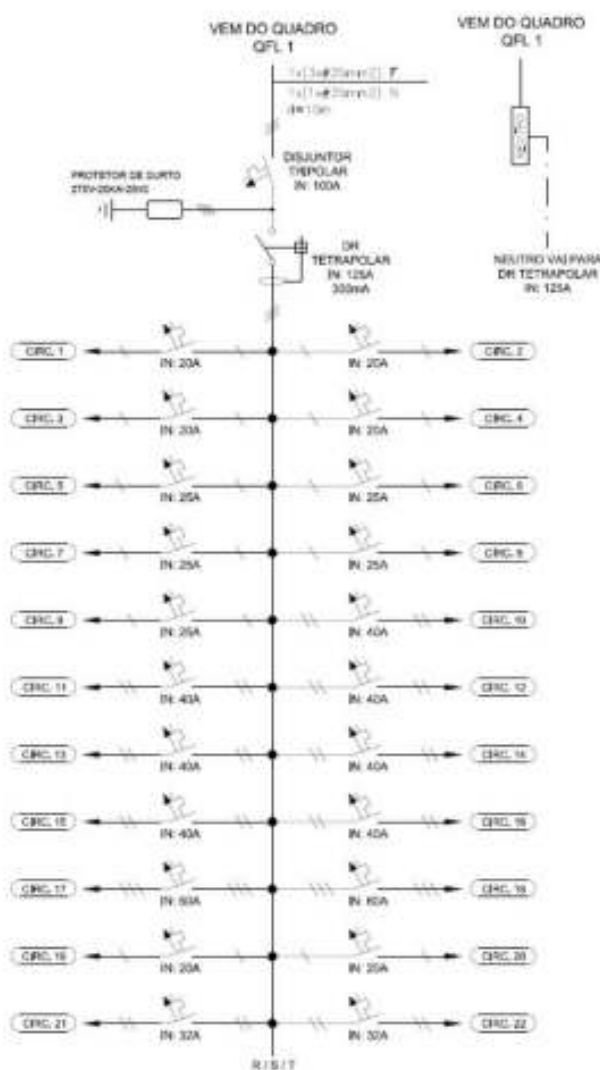 VEM DO QUADRO
QFL 1
VEM DO QUADRO
QFL 1
DISJUNTOR
TRIPOLAR
IN: 100A
PROTETOR DE SURTO
DR
TETRAPOLAR
IN: 125A
300mA
NEUTRO VAI PARA
DR TETRAPOLAR
IN: 125A
CIRC. 1
IN: 20A
IN: 20A
CIRC. 2
CIRC. 3
IN: 20A
IN: 20A
CIRC. 4
CIRC. 5
IN: 25A
IN: 25A
CIRC. 6
CIRC. 7
IN: 25A
IN: 25A
CIRC. 8
CIRC. 9
IN: 25A
IN: 40A
CIRC. 10
CIRC. 11
IN: 40A
IN: 40A
CIRC. 12
CIRC. 13
IN: 40A
IN: 40A
CIRC. 14
CIRC. 15
IN: 40A
IN: 40A
CIRC. 16
CIRC. 17
IN:
IN:
CIRC. 18
CIRC. 19
IN: 20A
IN:
CIRC. 20
CIRC. 21
IN: 32A
IN: 32A
CIRC. 22
R / S / T